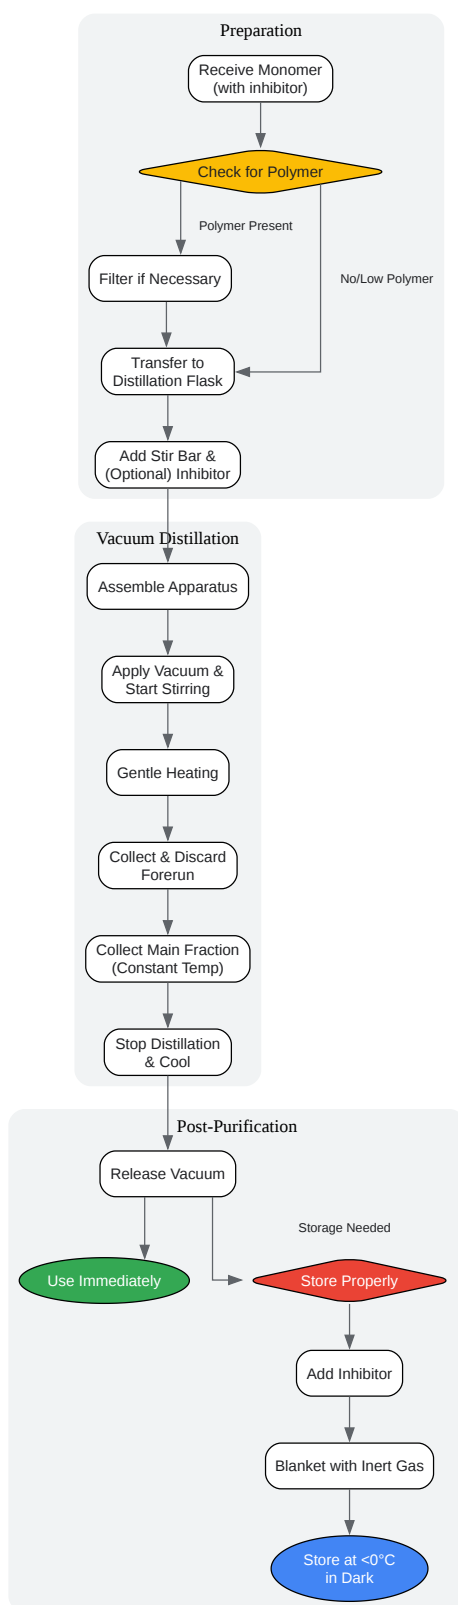 Preparation
Receive Monomer
(with inhibitor)
Check for Polymer
Polymer Present
Filter if Necessary
No/Low Polymer
Transfer to
Distillation Flask
Add Stir Bar &
(Optional) Inhibitor
Vacuum Distillation
Assemble Apparatus
Apply Vacuum &
Start Stirring
Gentle Heating
Collect & Discard
Forerun
Collect Main Fraction
(Constant Temp)
Stop Distillation
& Cool
Post-Purification
Release Vacuum
Storage Needed
Use Immediately
Store Properly
Add Inhibitor
Blanket with Inert Gas
Store at <0°C
in Dark